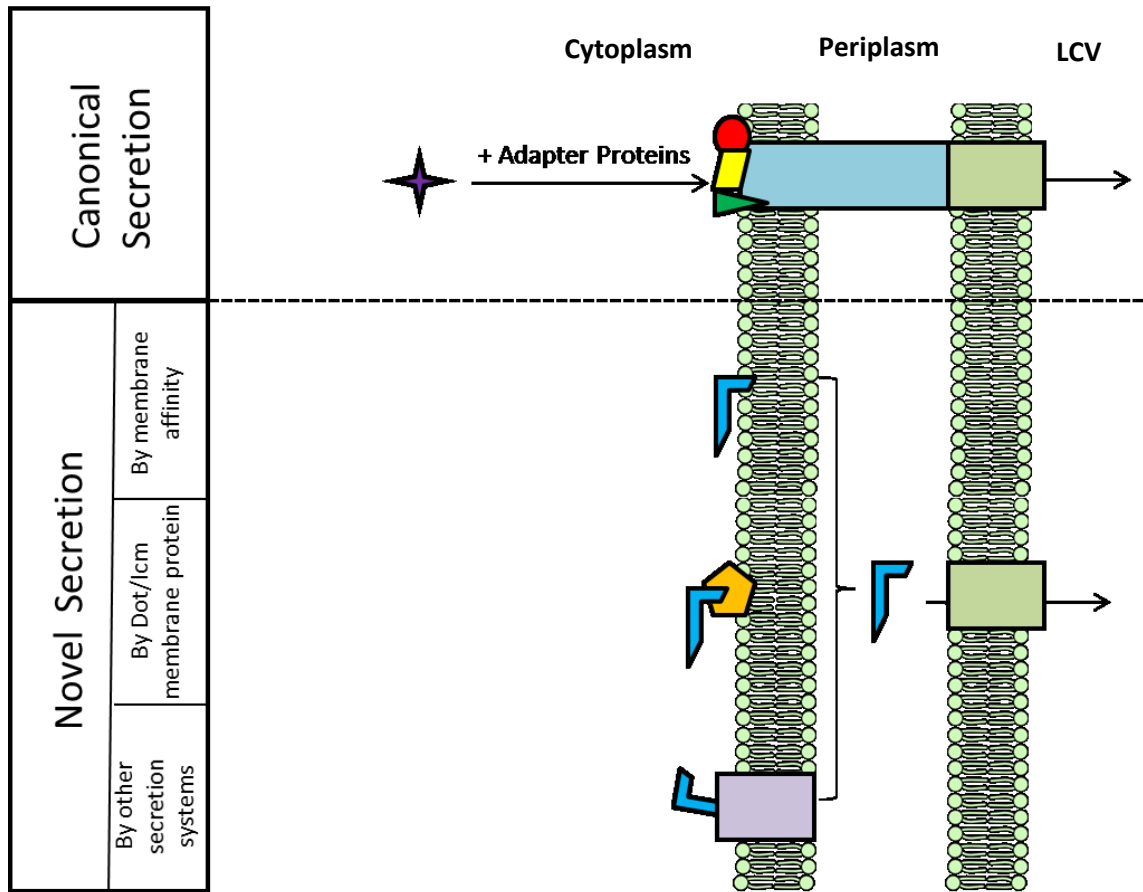 Cytoplasm
Periplasm
LCV
Canonical
Secretion
+ Adapter Proteins
Novel Secretion
By membrane
affinity
By Dot/Icm
membrane protein
By other
secretion
systems